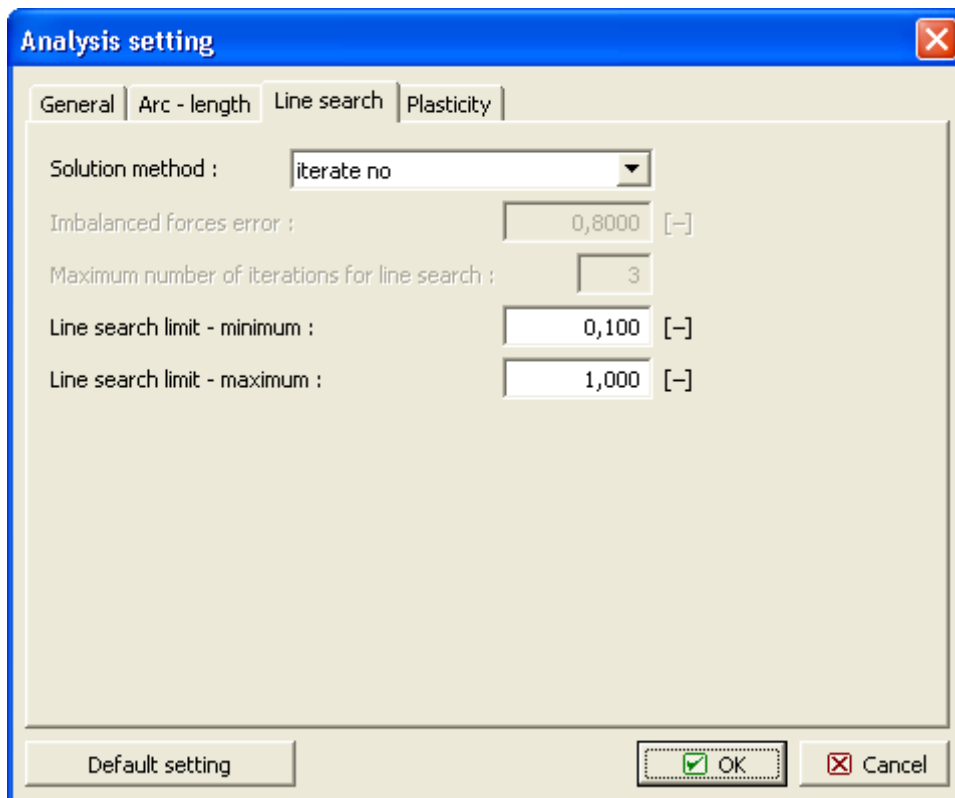 Analysis setting
General Arc - length Line search Plasticity
Solution method : iterate no
Imbalanced forces error : 0,8000 [–]
Maximum number of iterations for line search : 3
Line search limit - minimum : 0,100 [–]
Line search limit - maximum : 1,000 [–]
Default setting OK Cancel